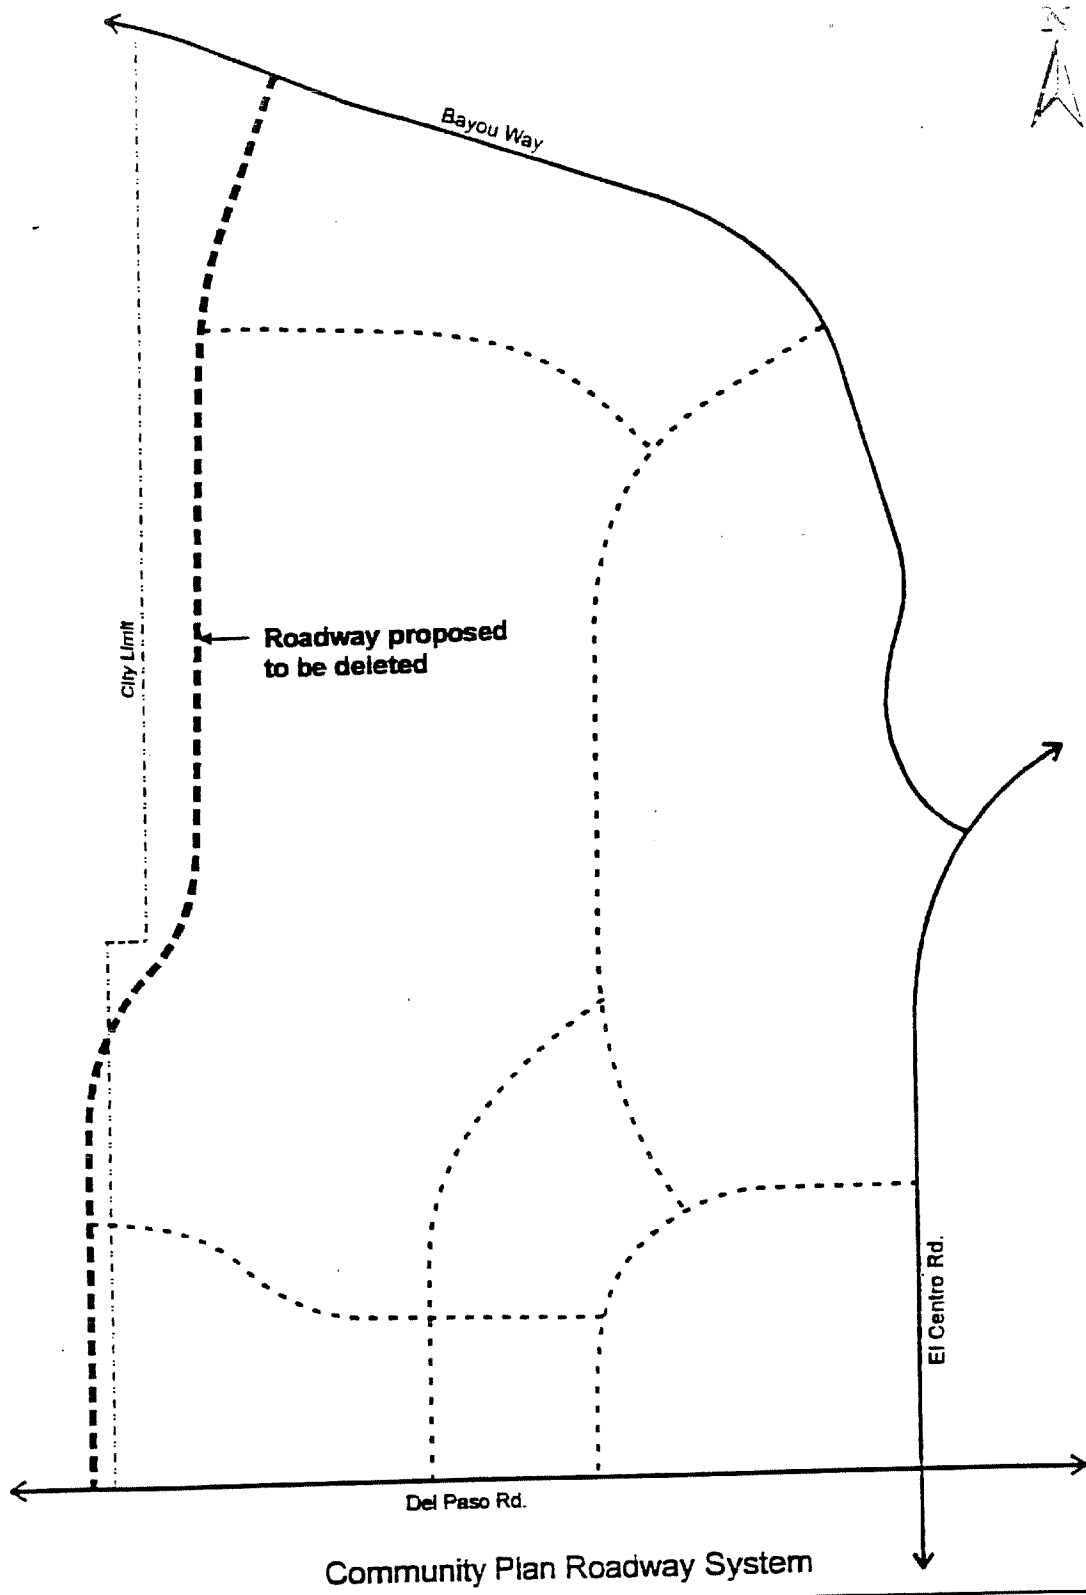 Bayou Way
City Limit
Roadway proposed
to be deleted
El Centro Rd.
Del Paso Rd.
Community Plan Roadway System